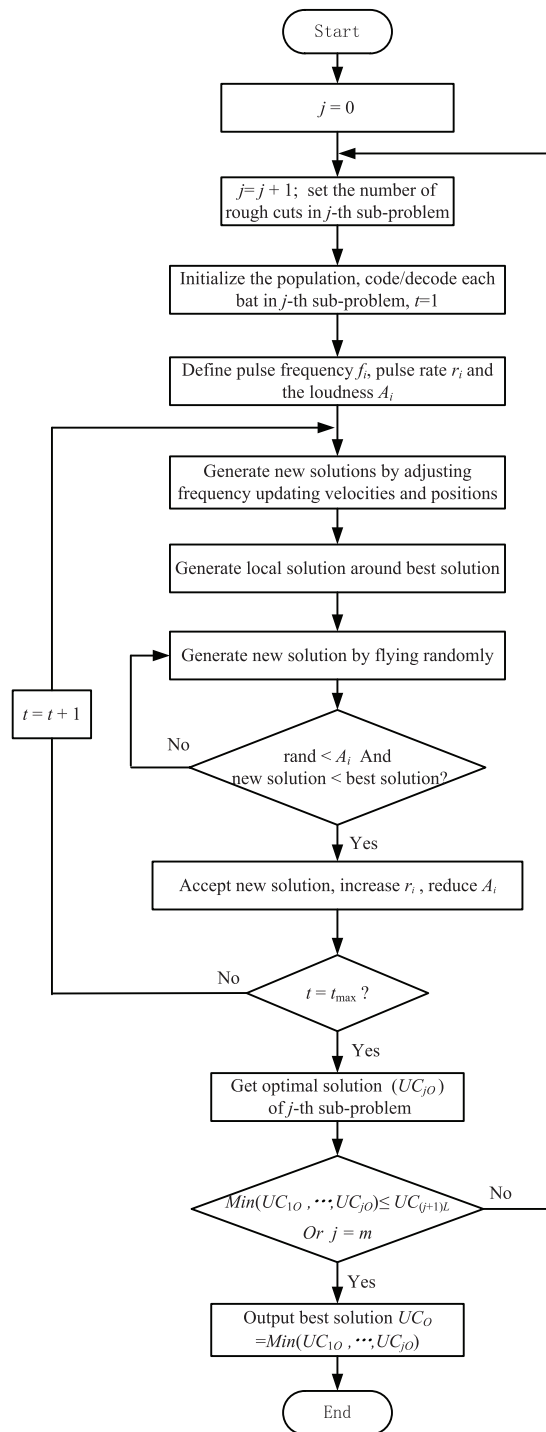 Start
j = 0
j= j + 1; set the number of
rough cuts in j-th sub-problem
Initialize the population, code/decode each
bat in j-th sub-problem, t=1
Define pulse frequency fᵢ, pulse rate rᵢ and
the loudness Aᵢ
Generate new solutions by adjusting
frequency updating velocities and positions
Generate local solution around best solution
Generate new solution by flying randomly
t = t + 1
No
rand < Aᵢ And
new solution < best solution?
Yes
Accept new solution, increase rᵢ , reduce Aᵢ
No
t = tmax ?
Yes
Get optimal solution (UCjO)
of j-th sub-problem
Min(UC1O ,···,UCjO)≤ UC(j+1)L
Or j = m
No
Yes
Output best solution UCO
=Min(UC1O ,···,UCjO)
End